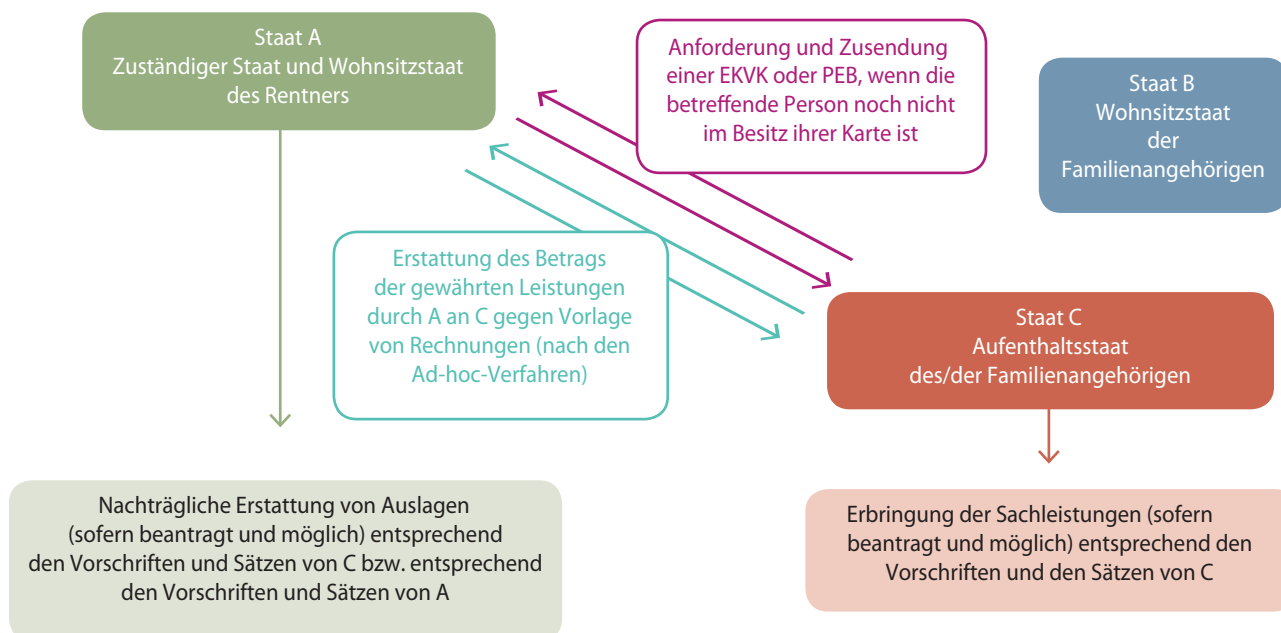 Staat A
Zuständiger Staat und Wohnsitzstaat
des Rentners
Anforderung und Zusendung
einer EKVK oder PEB, wenn die
betreffende Person noch nicht
im Besitz ihrer Karte ist
Staat B
Wohnsitzstaat
der
Familienangehörigen
Erstattung des Betrags
der gewährten Leistungen
durch A an C gegen Vorlage
von Rechnungen (nach den
Ad-hoc-Verfahren)
Staat C
Aufenthaltsstaat
des/der Familienangehörigen
Nachträgliche Erstattung von Auslagen
(sofern beantragt und möglich) entsprechend
den Vorschriften und Sätzen von C bzw. entsprechend
den Vorschriften und Sätzen von A
Erbringung der Sachleistungen (sofern
beantragt und möglich) entsprechend den
Vorschriften und den Sätzen von C